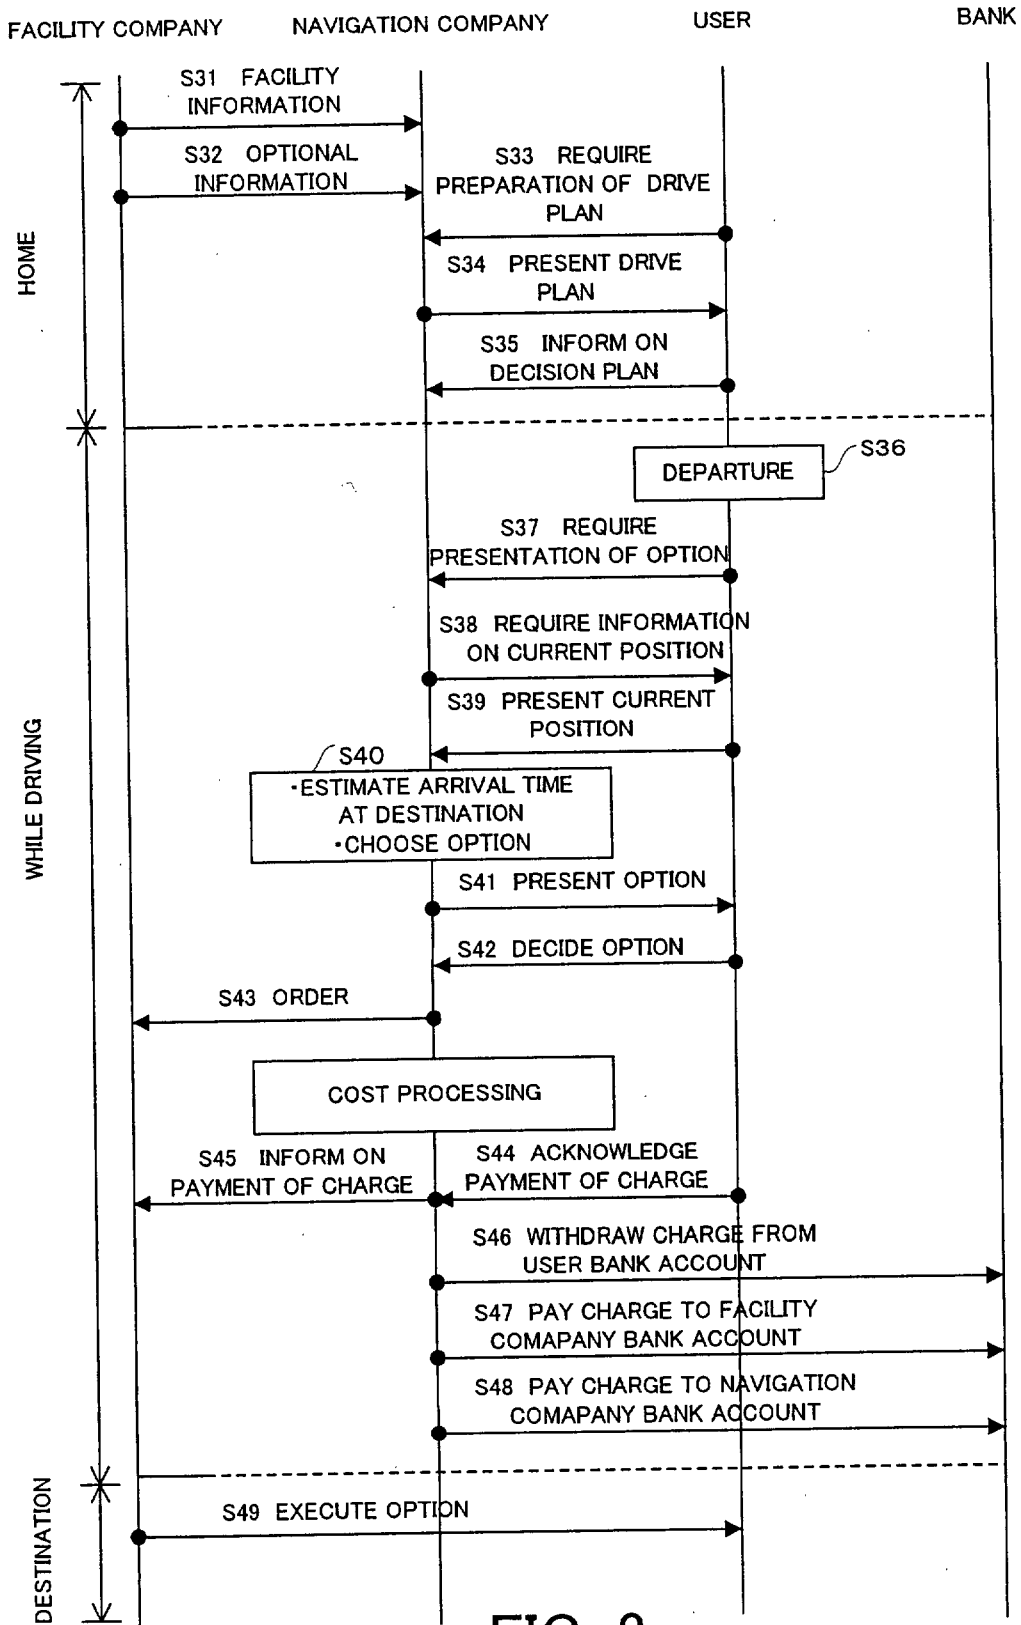 FACILITY COMPANY
NAVIGATION COMPANY
USER
BANK
S31 FACILITY
INFORMATION
S32 OPTIONAL
INFORMATION
S33 REQUIRE
PREPARATION OF DRIVE
PLAN
S34 PRESENT DRIVE
PLAN
S35 INFORM ON
DECISION PLAN
HOME
DEPARTURE
S36
S37 REQUIRE
PRESENTATION OF OPTION
S38 REQUIRE INFORMATION
ON CURRENT POSITION
S39 PRESENT CURRENT
POSITION
S40
・ESTIMATE ARRIVAL TIME
AT DESTINATION
・CHOOSE OPTION
S41 PRESENT OPTION
S42 DECIDE OPTION
S43 ORDER
WHILE DRIVING
COST PROCESSING
S44 ACKNOWLEDGE
PAYMENT OF CHARGE
S45 INFORM ON
PAYMENT OF CHARGE
S46 WITHDRAW CHARGE FROM
USER BANK ACCOUNT
S47 PAY CHARGE TO FACILITY
COMAPANY BANK ACCOUNT
S48 PAY CHARGE TO NAVIGATION
COMAPANY BANK ACCOUNT
S49 EXECUTE OPTION
DESTINATION
FIG.